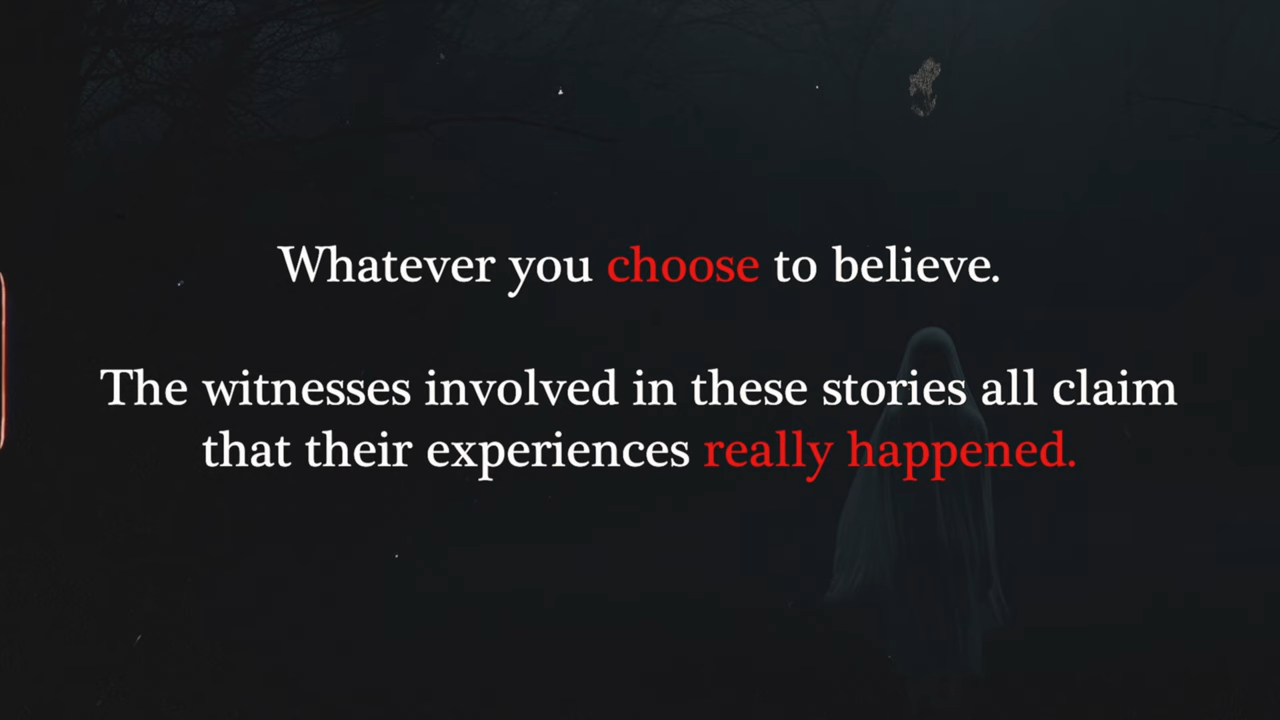 Whatever you choose to believe.
The witnesses involved in these stories all claim
that their experiences really happened.